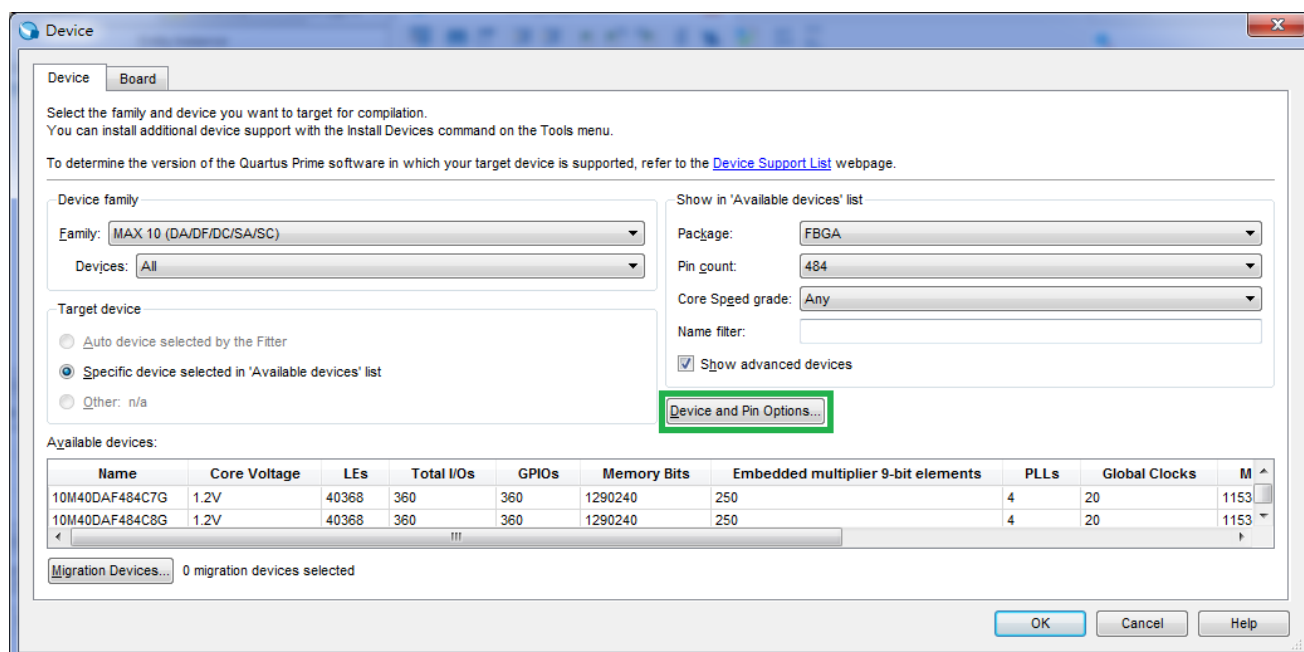 Device
Device Board
Select the family and device you want to target for compilation.
You can install additional device support with the Install Devices command on the Tools menu.
To determine the version of the Quartus Prime software in which your target device is supported, refer to the Device Support List webpage.
Device family
Family: MAX 10 (DA/DF/DC/SA/SC)
Devices: All
Show in 'Available devices' list
Package: FBGA
Pin count: 484
Core Speed grade: Any
Name filter:
Show advanced devices
Target device
Auto device selected by the Fitter
Specific device selected in 'Available devices' list
Other: n/a
Device and Pin Options...
Available devices:
Name Core Voltage LEs Total I/Os GPIOs Memory Bits Embedded multiplier 9-bit elements PLLs Global Clocks M
10M40DAF484C7G 1.2V 40368 360 360 1290240 250 4 20 1153
10M40DAF484C8G 1.2V 40368 360 360 1290240 250 4 20 1153
Migration Devices... 0 migration devices selected
OK Cancel Help